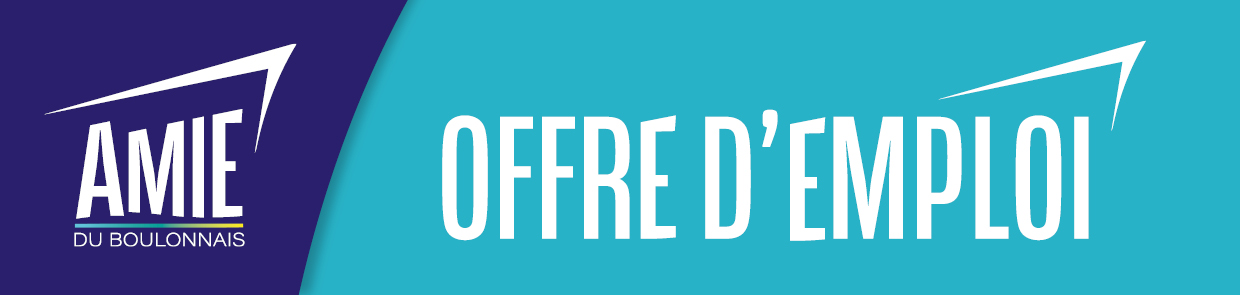 AMIE
DU BOULONNAIS
OFFRE D'EMPLOI